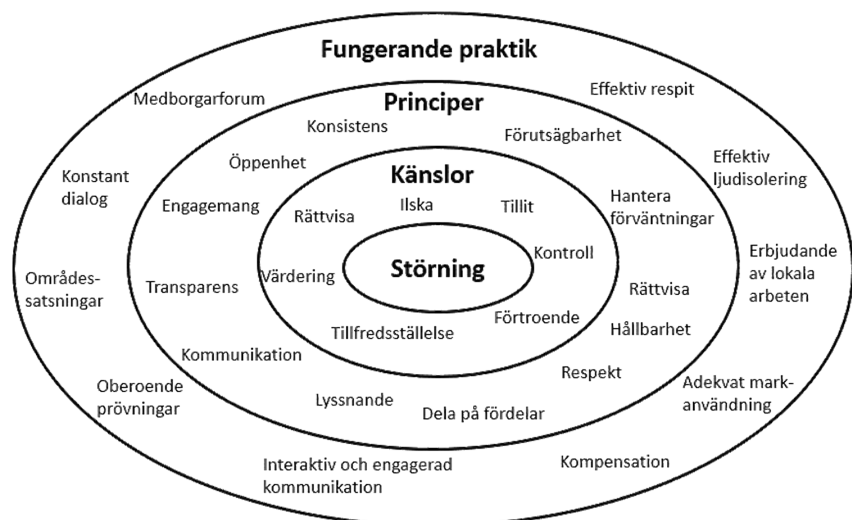 Fungerande praktik
Medborgarforum
Effektiv respit
Konstant
dialog
Effektiv
ljudisolering
Områdes-
satsningar
Erbjudande
av lokala
arbeten
Oberoende
prövningar
Adekvat mark-
användning
Interaktiv och engagerad
kommunikation
Kompensation
Principer
Konsistens
Förutsägbarhet
Öppenhet
Engagemang
Hantera
förväntningar
Transparens
Rättvisa
Hållbarhet
Kommunikation
Respekt
Lyssnande
Dela på fördelar
Känslor
Rättvisa
Ilska
Tillit
Kontroll
Värdering
Förtroende
Tillfredsställelse
Störning